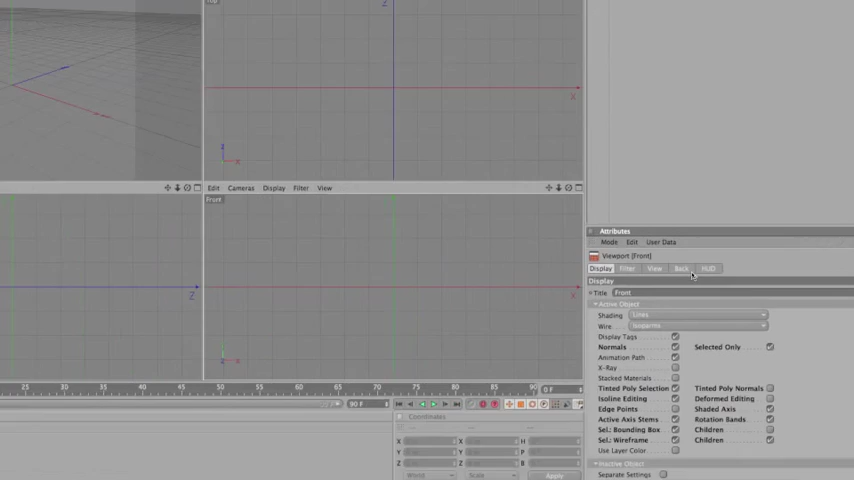 Top
Z
X
z
x
Edit Cameras Display Filter View
Front
Z
X
x
25 30 35 40 45 50 55 60 65 70 75 80 85 90
0 F
90 F
Coordinates
X X H
Y Y P
Z Z B
World Scale Apply
Attributes
Mode Edit User Data
Viewport [Front]
Display Filter View Back HUD
Display
Title Front
Active Object
Shading Lines
Wire Isoparms
Display Tags
Normals Selected Only
Animation Path
X-Ray
Stacked Materials
Tinted Poly Selection Tinted Poly Normals
Isoline Editing Deformed Editing
Edge Points Shaded Axis
Active Axis Stems Rotation Bands
Sel.: Bounding Box Children
Sel.: Wireframe Children
Use Layer Color
Inactive Object
Separate Settings